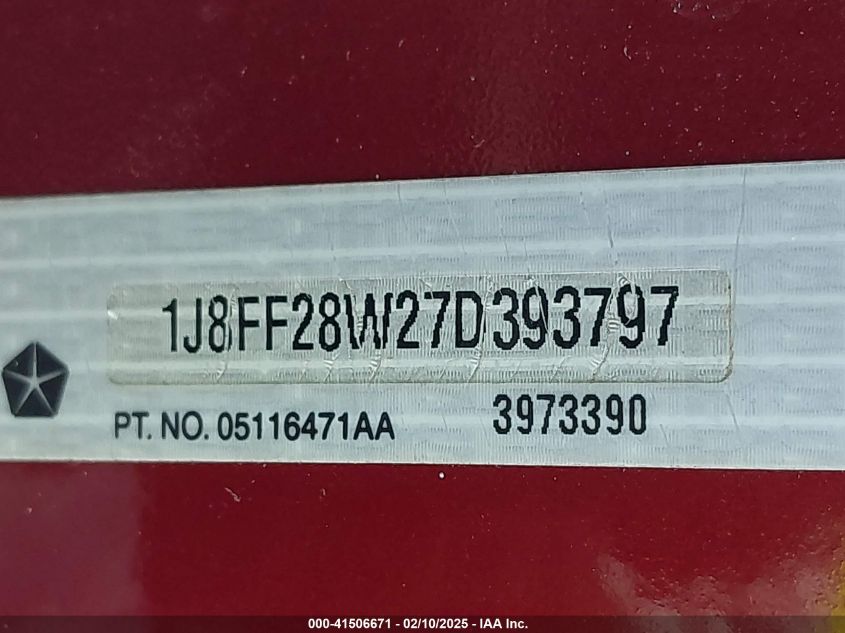 1J8FF28W27D393797
PT. NO. 05116471AA 3973390
000-41506671 - 02/10/2025 - IAA Inc.